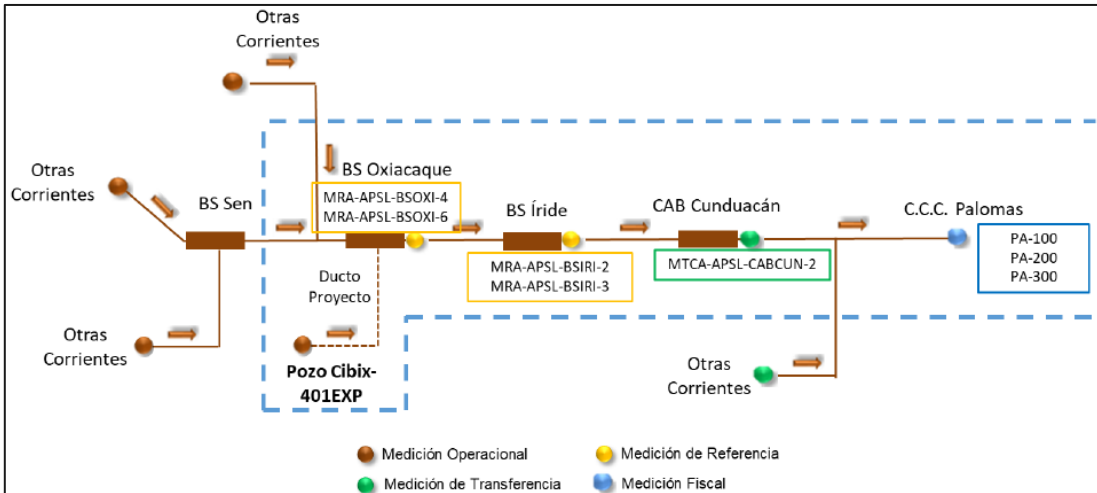 Otras
Corrientes
Otras
Corrientes
BS Sen
BS Oxiacaque
MRA-APSL-BSOXI-4
MRA-APSL-BSOXI-6
BS Íride
MRA-APSL-BSIRI-2
MRA-APSL-BSIRI-3
CAB Cunduacán
MTCA-APSL-CABCUN-2
C.C.C. Palomas
PA-100
PA-200
PA-300
Ducto
Proyecto
Otras
Corrientes
Pozo Cibix-
401EXP
Otras
Corrientes
Medición Operacional
Medición de Referencia
Medición de Transferencia
Medición Fiscal